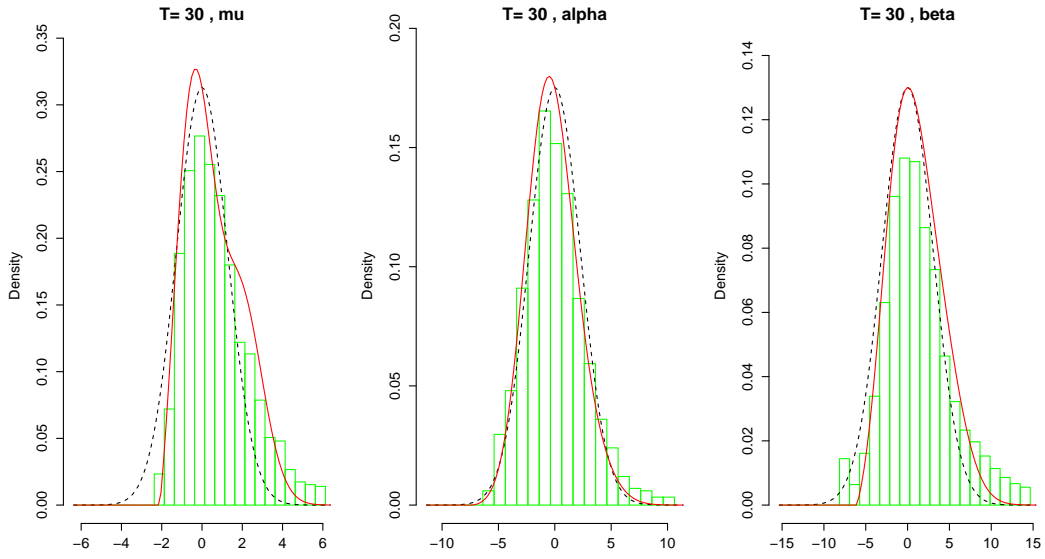 T= 30 , mu
Density
0.00 0.05 0.10 0.15 0.20 0.25 0.30 0.35
−6 −4 −2 0 2 4 6
T= 30 , alpha
Density
0.00 0.05 0.10 0.15 0.20
−10 −5 0 5 10
T= 30 , beta
Density
0.00 0.02 0.04 0.06 0.08 0.10 0.12 0.14
−15 −10 −5 0 5 10 15